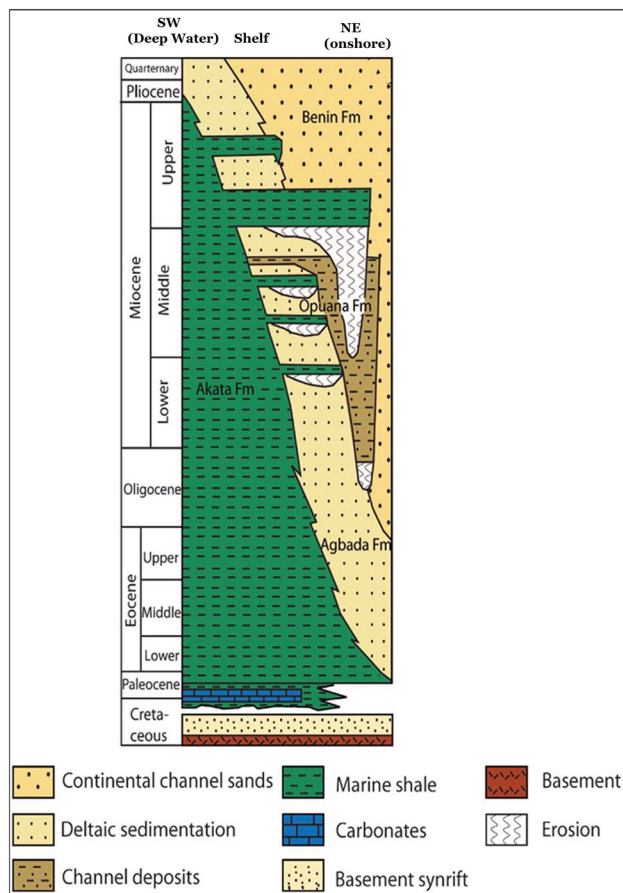 SW
(Deep Water)
Shelf
NE
(onshore)
Quarternary
Pliocene
Benin Fm
Upper
Miocene
Middle
Opuana Fm
Lower
Akata Fm
Oligocene
Agbada Fm
Upper
Eocene
Middle
Lower
Paleocene
Creta-
ceous
Continental channel sands
Marine shale
Basement
Deltaic sedimentation
Carbonates
Erosion
Channel deposits
Basement synrift